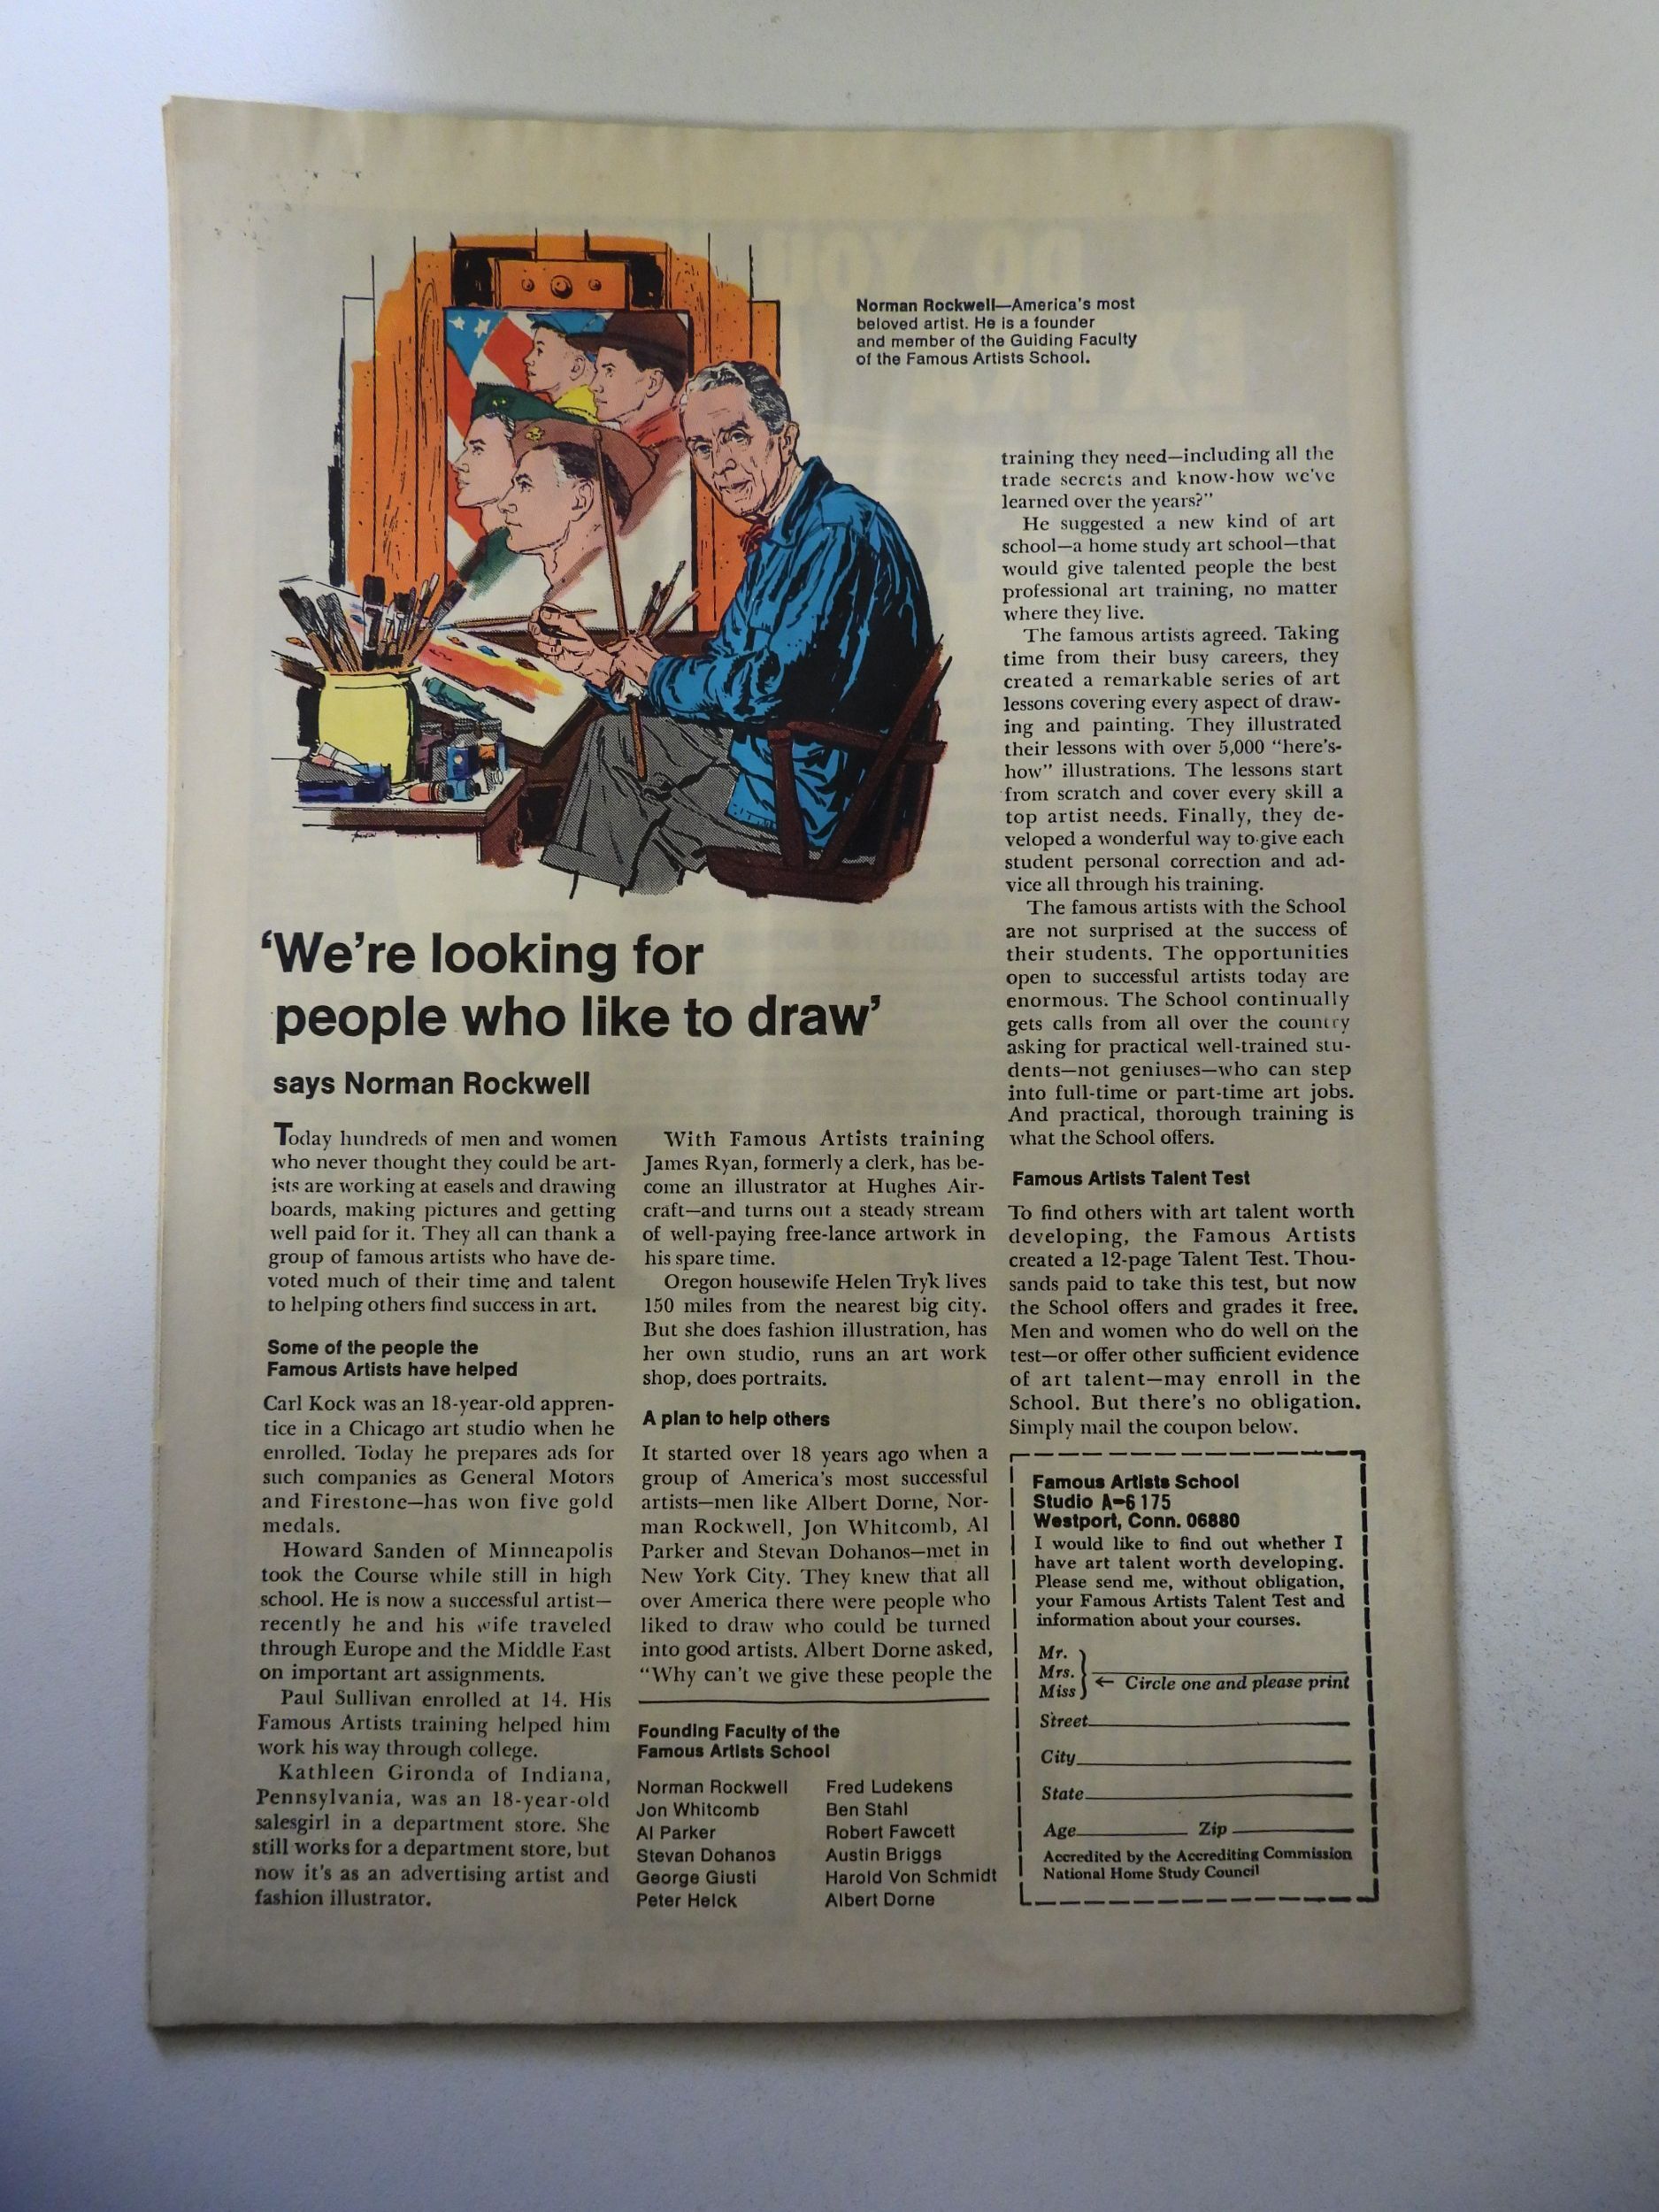 Norman Rockwell—America's most
beloved artist. He is a founder
and member of the Guiding Faculty
of the Famous Artists School.
'We're looking for
people who like to draw'
says Norman Rockwell
Today hundreds of men and women
who never thought they could be art-
ists are working at easels and drawing
boards, making pictures and getting
well paid for it. They all can thank a
group of famous artists who have de-
voted much of their time and talent
to helping others find success in art.
Some of the people the
Famous Artists have helped
Carl Kock was an 18-year-old appren-
tice in a Chicago art studio when he
enrolled. Today he prepares ads for
such companies as General Motors
and Firestone—has won five gold
medals.
Howard Sanden of Minneapolis
took the Course while still in high
school. He is now a successful artist—
recently he and his wife traveled
through Europe and the Middle East
on important art assignments.
Paul Sullivan enrolled at 14. His
Famous Artists training helped him
work his way through college.
Kathleen Gironda of Indiana,
Pennsylvania, was an 18-year-old
salesgirl in a department store. She
still works for a department store, but
now it's as an advertising artist and
fashion illustrator.
With Famous Artists training
James Ryan, formerly a clerk, has be-
come an illustrator at Hughes Air-
craft—and turns out a steady stream
of well-paying free-lance artwork in
his spare time.
Oregon housewife Helen Tryk lives
150 miles from the nearest big city.
But she does fashion illustration, has
her own studio, runs an art work
shop, does portraits.
A plan to help others
It started over 18 years ago when a
group of America's most successful
artists—men like Albert Dorne, Nor-
man Rockwell, Jon Whitcomb, Al
Parker and Stevan Dohanos—met in
New York City. They knew that all
over America there were people who
liked to draw who could be turned
into good artists. Albert Dorne asked,
"Why can't we give these people the
training they need—including all the
trade secrets and know-how we've
learned over the years?"
He suggested a new kind of art
school—a home study art school—that
would give talented people the best
professional art training, no matter
where they live.
The famous artists agreed. Taking
time from their busy careers, they
created a remarkable series of art
lessons covering every aspect of draw-
ing and painting. They illustrated
their lessons with over 5,000 "here's-
how" illustrations. The lessons start
from scratch and cover every skill a
top artist needs. Finally, they de-
veloped a wonderful way to give each
student personal correction and ad-
vice all through his training.
The famous artists with the School
are not surprised at the success of
their students. The opportunities
open to successful artists today are
enormous. The School continually
gets calls from all over the country
asking for practical well-trained stu-
dents—not geniuses—who can step
into full-time or part-time art jobs.
And practical, thorough training is
what the School offers.
Famous Artists Talent Test
To find others with art talent worth
developing, the Famous Artists
created a 12-page Talent Test. Thou-
sands paid to take this test, but now
the School offers and grades it free.
Men and women who do well on the
test—or offer other sufficient evidence
of art talent—may enroll in the
School. But there's no obligation.
Simply mail the coupon below.
Founding Faculty of the
Famous Artists School
Norman Rockwell
Jon Whitcomb
Al Parker
Stevan Dohanos
George Giusti
Peter Helck
Fred Ludekens
Ben Stahl
Robert Fawcett
Austin Briggs
Harold Von Schmidt
Albert Dorne
Famous Artists School
Studio A-6175
Westport, Conn. 06880
I would like to find out whether I
have art talent worth developing.
Please send me, without obligation,
your Famous Artists Talent Test and
information about your courses.
Mr.
Mrs.
Miss
← Circle one and please print
Street
City
State
Age Zip
Accredited by the Accrediting Commission
National Home Study Council